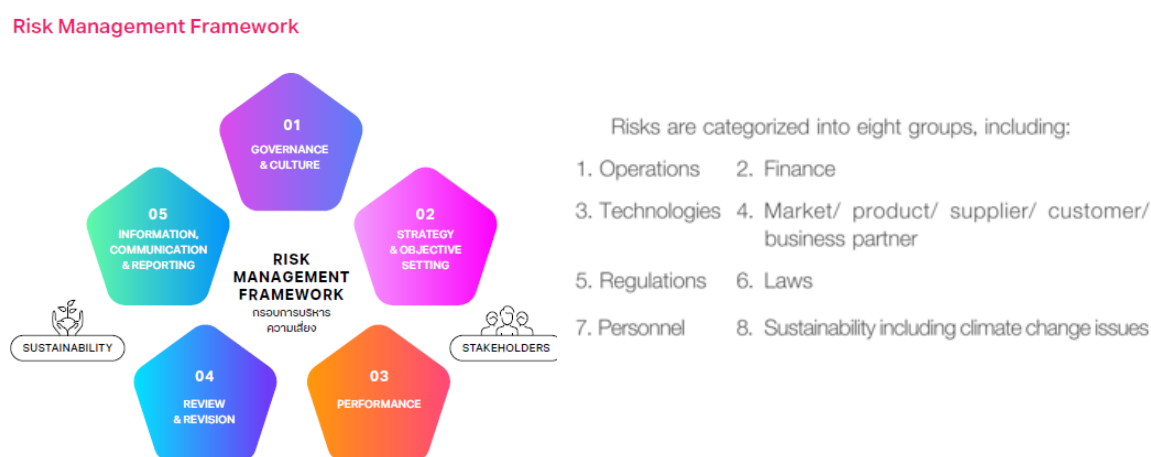 Risk Management Framework
01
GOVERNANCE
& CULTURE
05
INFORMATION,
COMMUNICATION
& REPORTING
02
STRATEGY
& OBJECTIVE
SETTING
RISK
MANAGEMENT
FRAMEWORK
กรอบการบริหาร
ความเสี่ยง
SUSTAINABILITY
STAKEHOLDERS
04
REVIEW
& REVISION
03
PERFORMANCE
Risks are categorized into eight groups, including:
1. Operations 2. Finance
3. Technologies 4. Market/ product/ supplier/ customer/
business partner
5. Regulations 6. Laws
7. Personnel 8. Sustainability including climate change issues